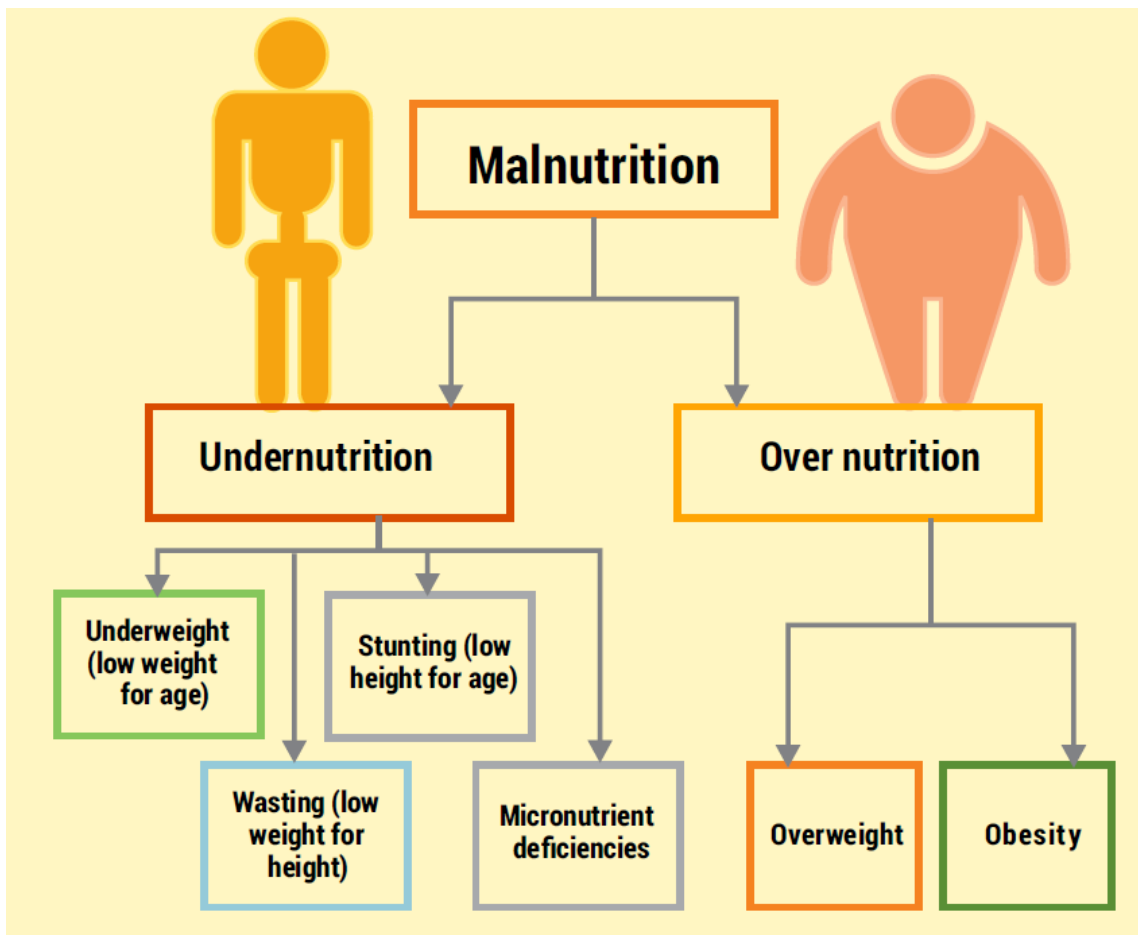 Malnutrition
Undernutrition
Over nutrition
Underweight
(low weight
for age)
Stunting (low
height for age)
Wasting (low
weight for
height)
Micronutrient
deficiencies
Overweight
Obesity